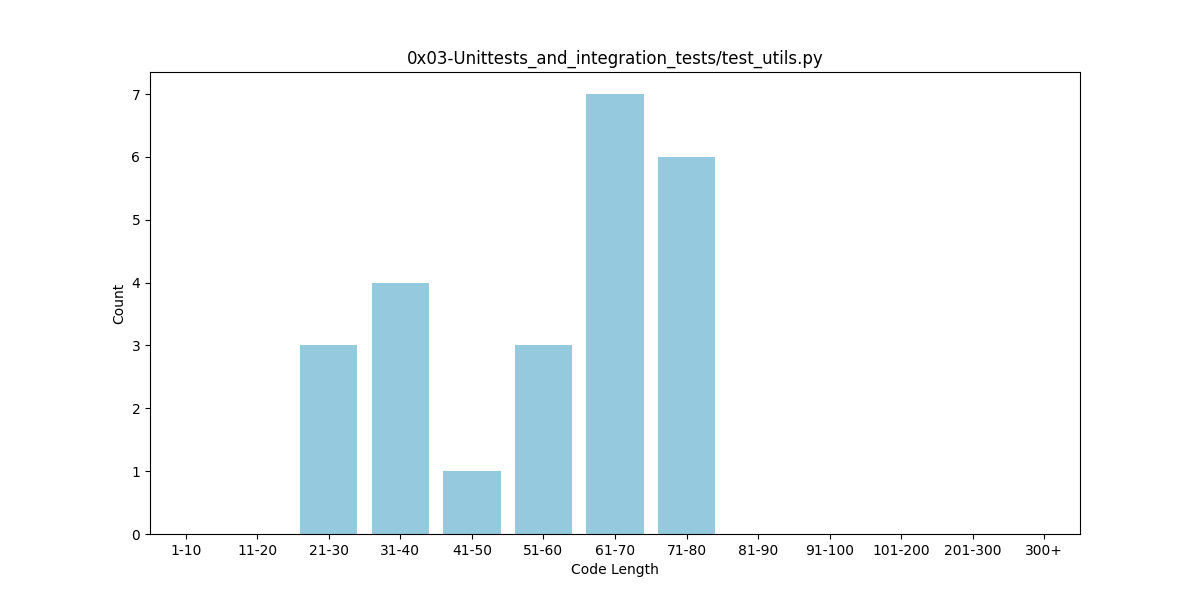 0x03-Unittests_and_integration_tests/test_utils.py
7
6
5
4
3
2
1
0
Count
1-10 11-20 21-30 31-40 41-50 51-60 61-70 71-80 81-90 91-100 101-200 201-300 300+
Code Length